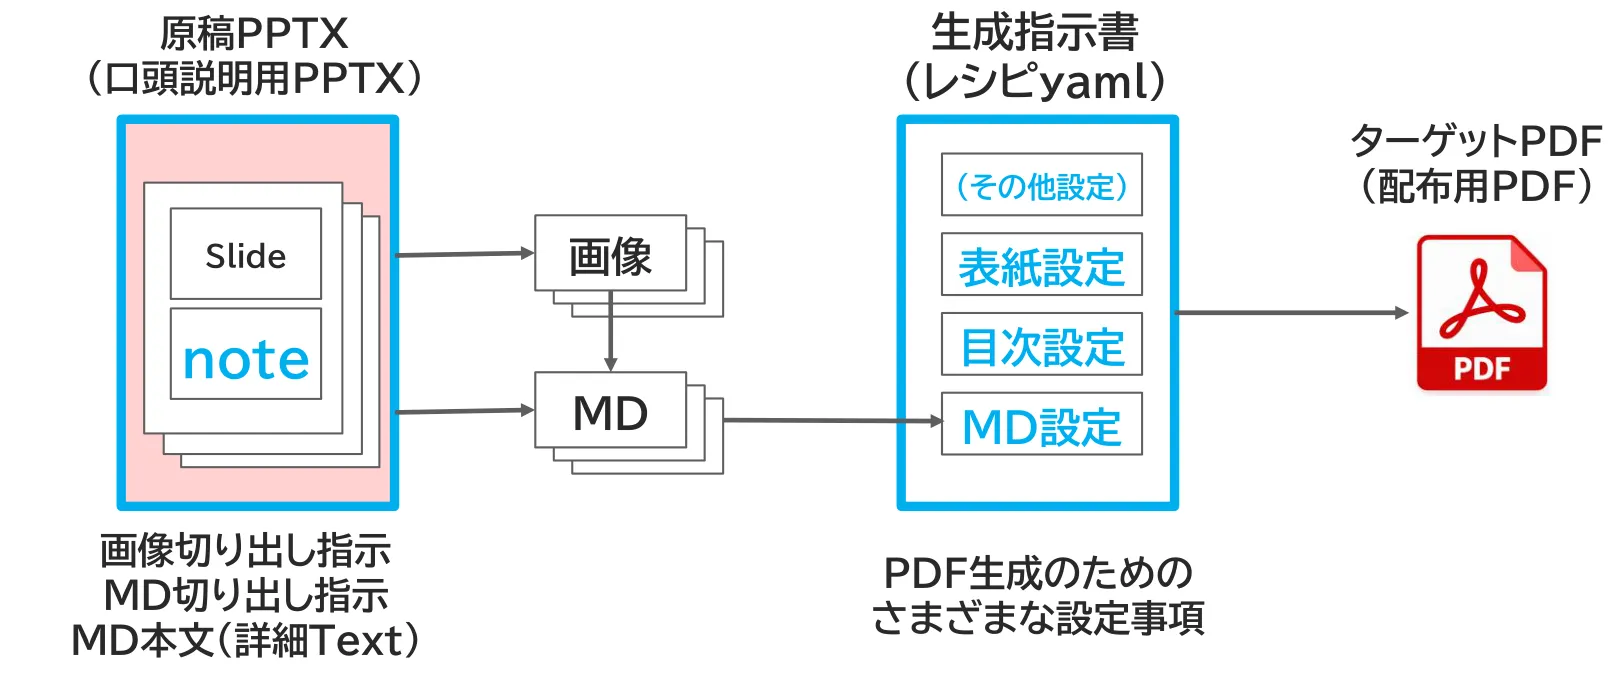 原稿PPTX
（口頭説明用PPTX）
Slide
note
画像切り出し指示
MD切り出し指示
MD本文（詳細Text）
画像
MD
生成指示書
（レシピyaml）
（その他設定）
表紙設定
目次設定
MD設定
PDF生成のための
さまざまな設定事項
ターゲットPDF
（配布用PDF）
PDF